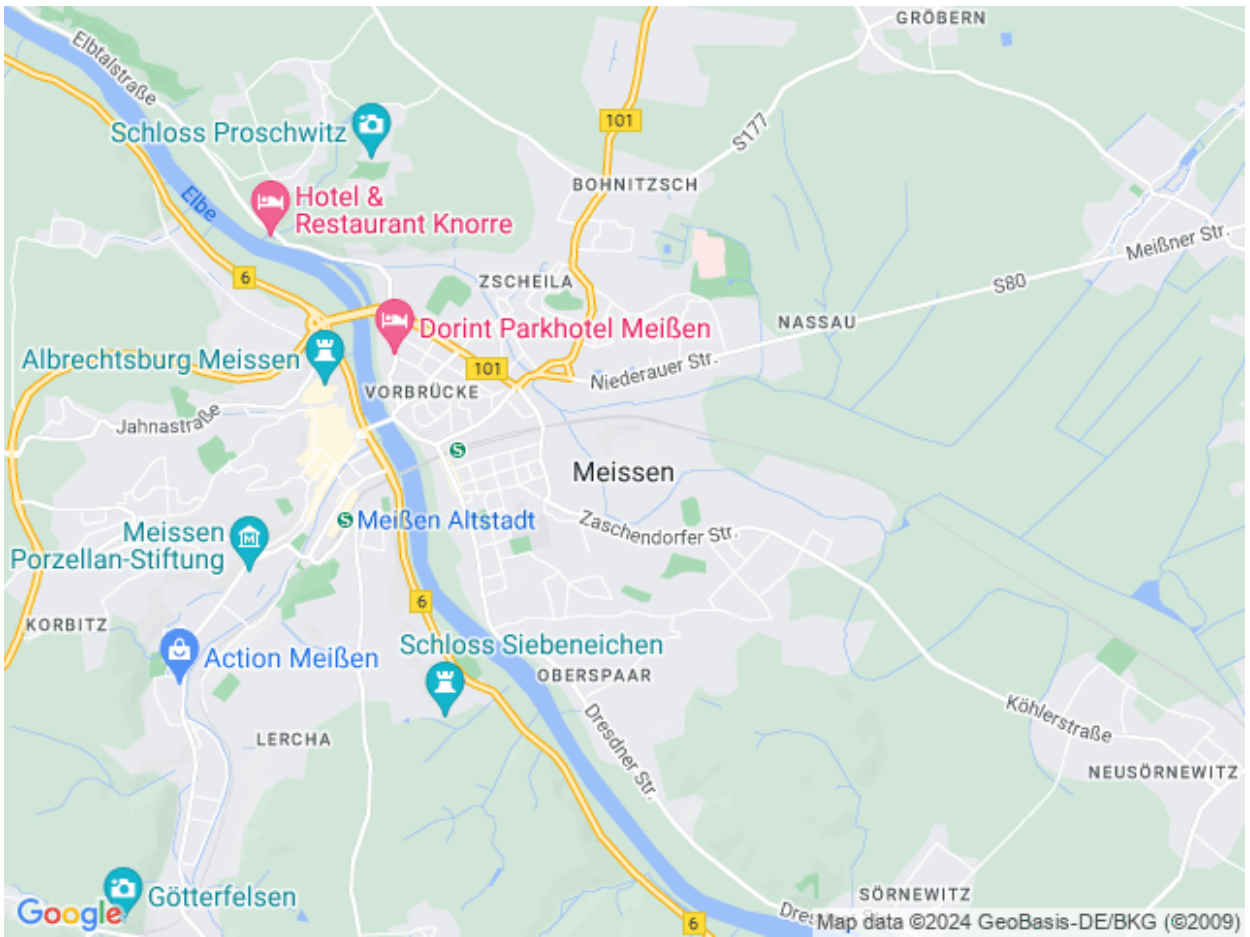 GRÖBERN
Elbtalstraße
101
S177
Schloss Proschwitz
BOHNITZSCH
Hotel &
Restaurant Knorre
Elbe
Meißner Str.
6
ZSCHEILA
S80
NASSAU
Dorint Parkhotel Meißen
Albrechtsburg Meissen
101
Niederauer Str.
VORBRÜCKE
Jahnastraße
S
Meissen
S
Meißen Altstadt
Zaschendorfer Str.
Meissen
Porzellan-Stiftung
6
KORBITZ
Schloss Siebeneichen
Action Meißen
OBERSPAAR
Köhlerstraße
Dresdner Str.
LERCHA
NEUSÖRNEWITZ
Götterfelsen
SÖRNEWITZ
Google
6
Map data ©2024 GeoBasis-DE/BKG (©2009)